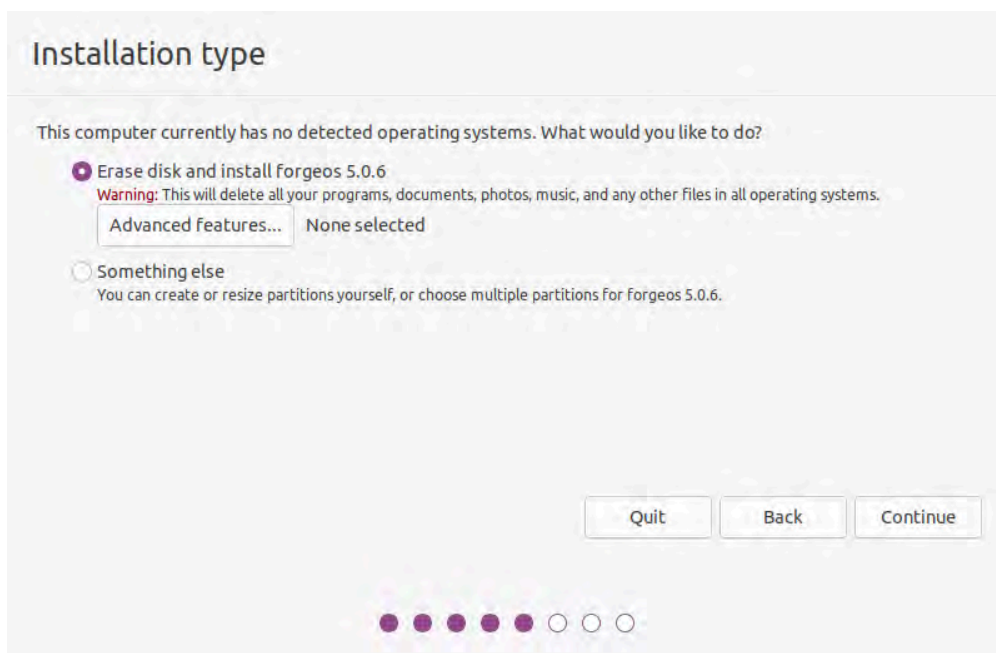 Installation type
This computer currently has no detected operating systems. What would you like to do?
Erase disk and install forgeos 5.0.6
Warning: This will delete all your programs, documents, photos, music, and any other files in all operating systems.
Advanced features... None selected
Something else
You can create or resize partitions yourself, or choose multiple partitions for forgeos 5.0.6.
Quit Back Continue